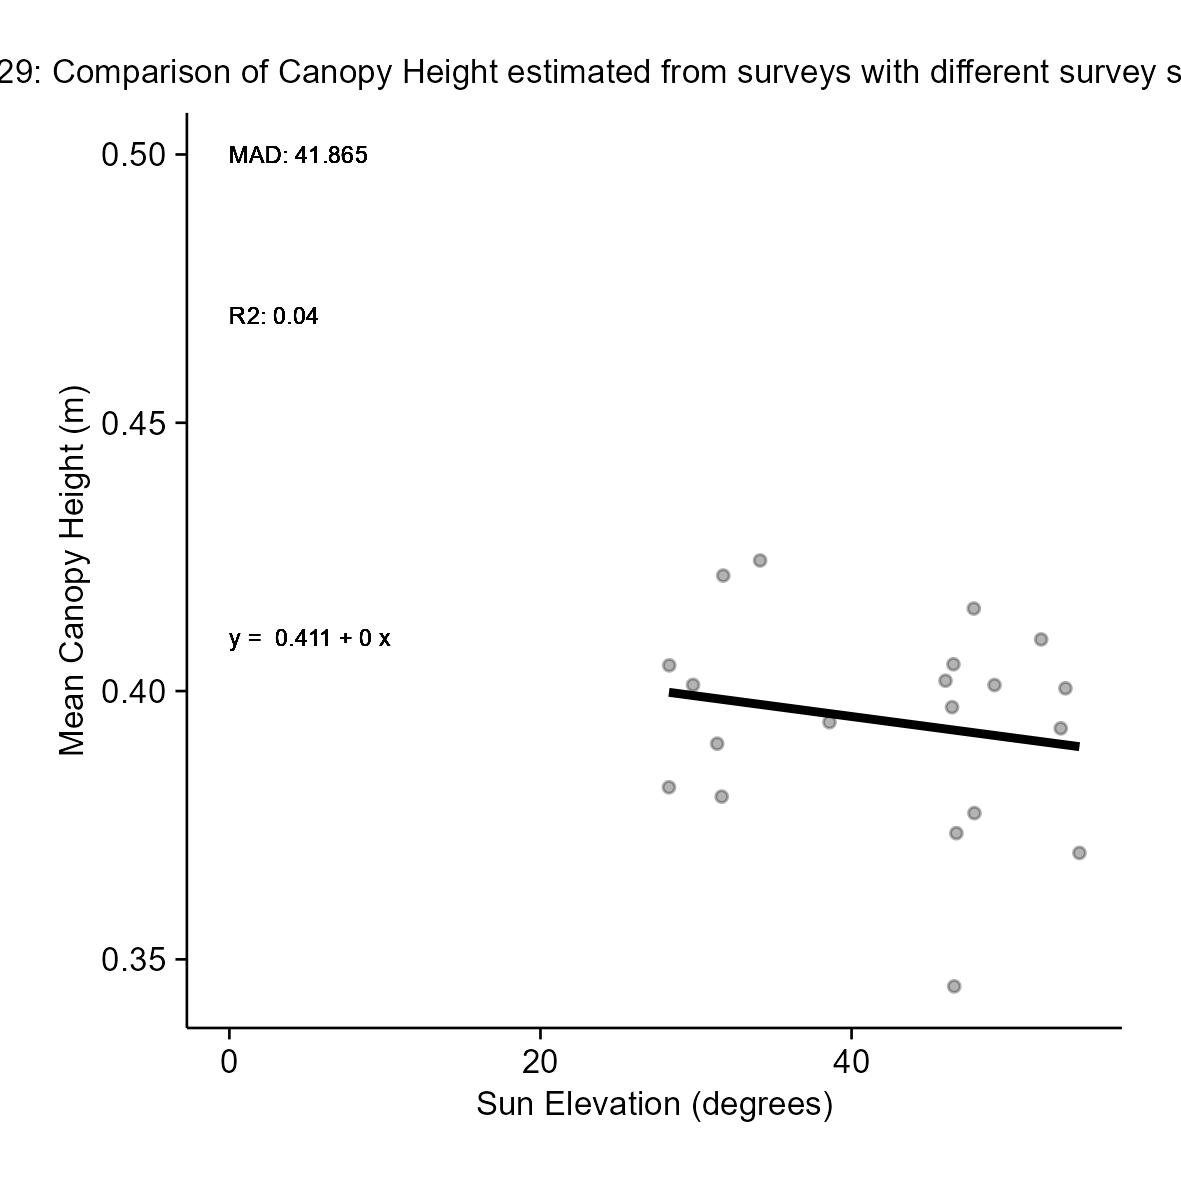 29: Comparison of Canopy Height estimated from surveys with different survey s
0.50
MAD: 41.865
R2: 0.04
0.45
Mean Canopy Height (m)
y =  0.411 + 0 x
0.40
0.35
0
20
40
Sun Elevation (degrees)